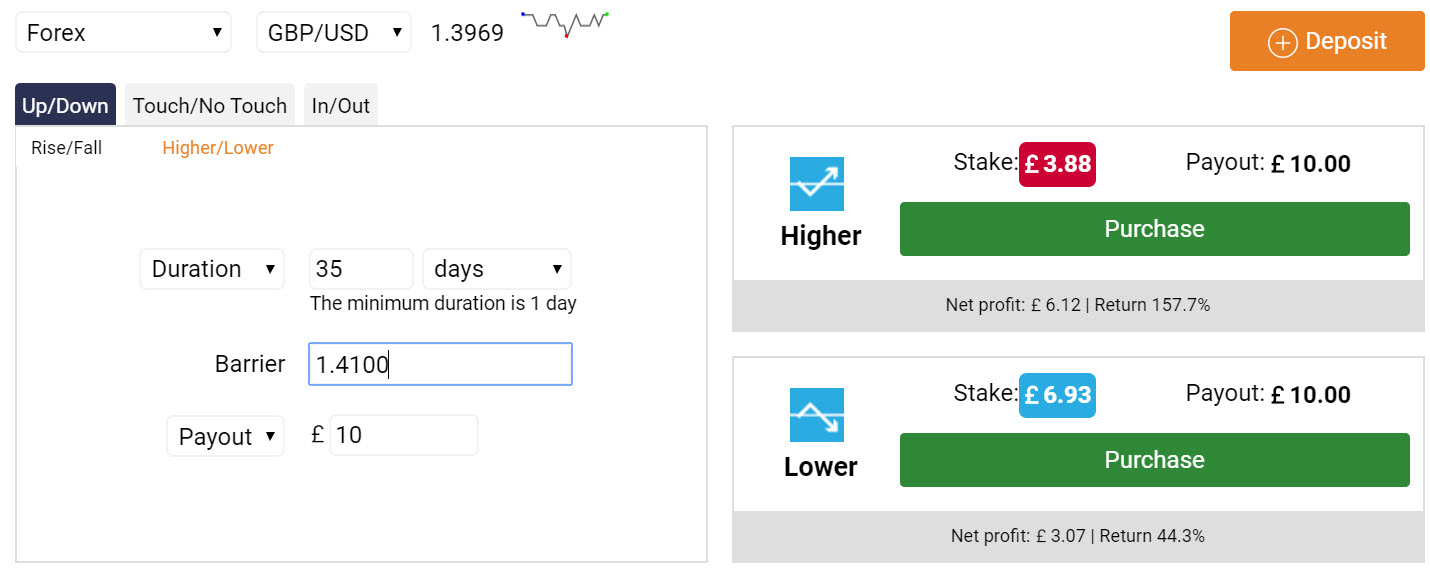 Forex ▼ GBP/USD ▼ 1.3969
Deposit
Up/Down Touch/No Touch In/Out
Rise/Fall Higher/Lower
Duration ▼ 35 days ▼
The minimum duration is 1 day
Barrier 1.4100
Payout ▼ £ 10
Stake: £ 3.88 Payout: £ 10.00
Higher
Purchase
Net profit: £ 6.12 | Return 157.7%
Stake: £ 6.93 Payout: £ 10.00
Lower
Purchase
Net profit: £ 3.07 | Return 44.3%